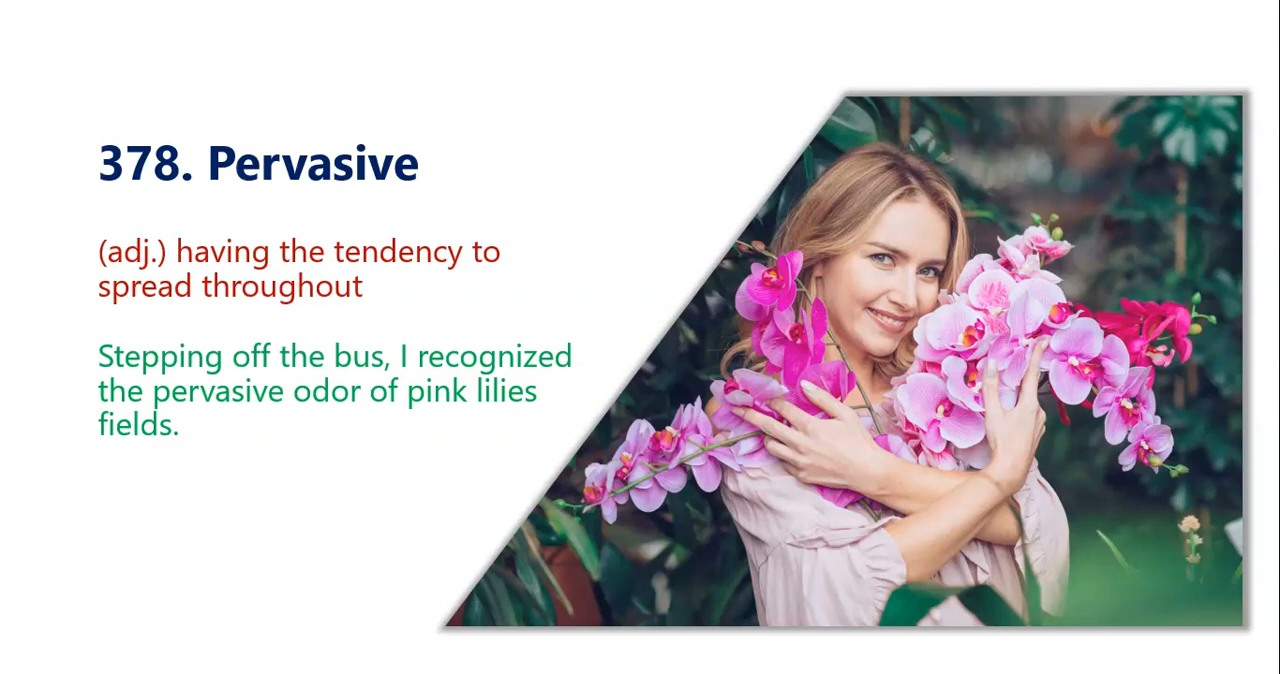 378. Pervasive
(adj.) having the tendency to
spread throughout
Stepping off the bus, I recognized
the pervasive odor of pink lilies
fields.